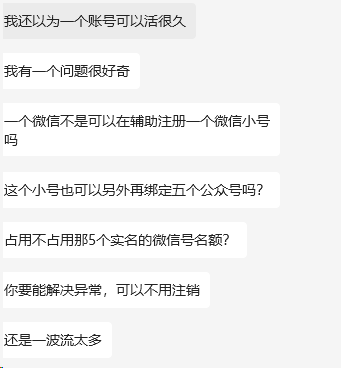 我还以为一个账号可以活很久
我有一个问题很好奇
一个微信不是可以在辅助注册一个微信小号
吗
这个小号也可以另外再绑定五个公众号吗？
占用不占用那5个实名的微信号名额？
你要能解决异常，可以不用注销
还是一波流太多